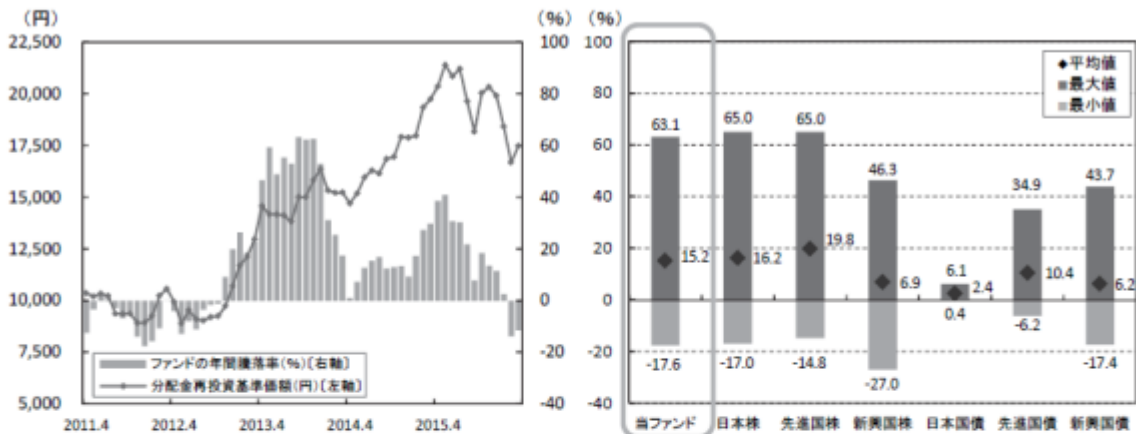 (円)
(%)
22,500
20,000
17,500
15,000
12,500
10,000
7,500
5,000
100
80
60
40
20
0
-20
-40
ファンドの年間騰落率(%)〔右軸〕
分配金再投資基準価額(円)〔左軸〕
2011.4 2012.4 2013.4 2014.4 2015.4
(%)
100
80
60
40
20
0
-20
-40
◆平均値
■最大値
■最小値
63.1 65.0 65.0 46.3 6.1 34.9 43.7
15.2 16.2 19.8 6.9 2.4 10.4 6.2
-17.6 -17.0 -14.8 -27.0 0.4 -6.2 -17.4
当ファンド 日本株 先進国株 新興国株 日本国債 先進国債 新興国債